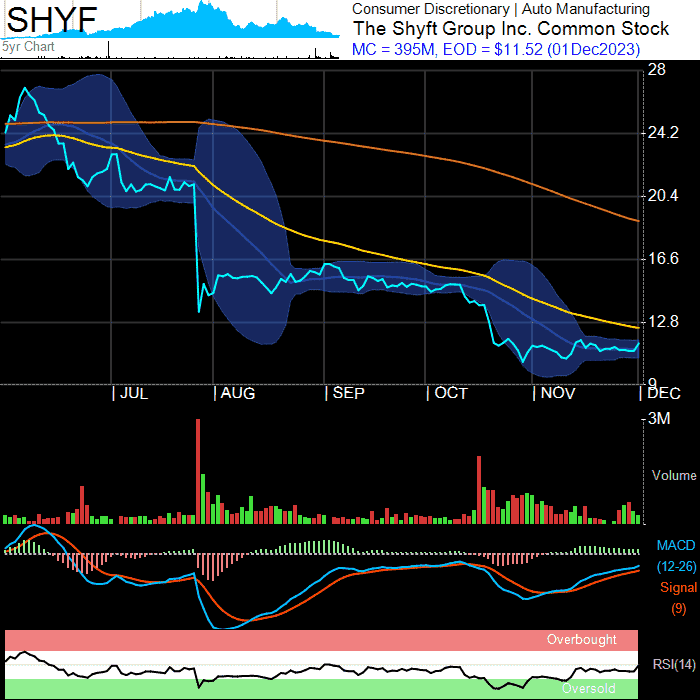 SHYF
5yr Chart
Consumer Discretionary | Auto Manufacturing
The Shyft Group Inc. Common Stock
MC = 395M, EOD = $11.52 (01Dec2023)
28
24.2
20.4
16.6
12.8
9
| JUL | AUG | SEP | OCT | NOV | DEC
3M
Volume
MACD
(12-26)
Signal
(9)
Overbought
RSI(14)
Oversold